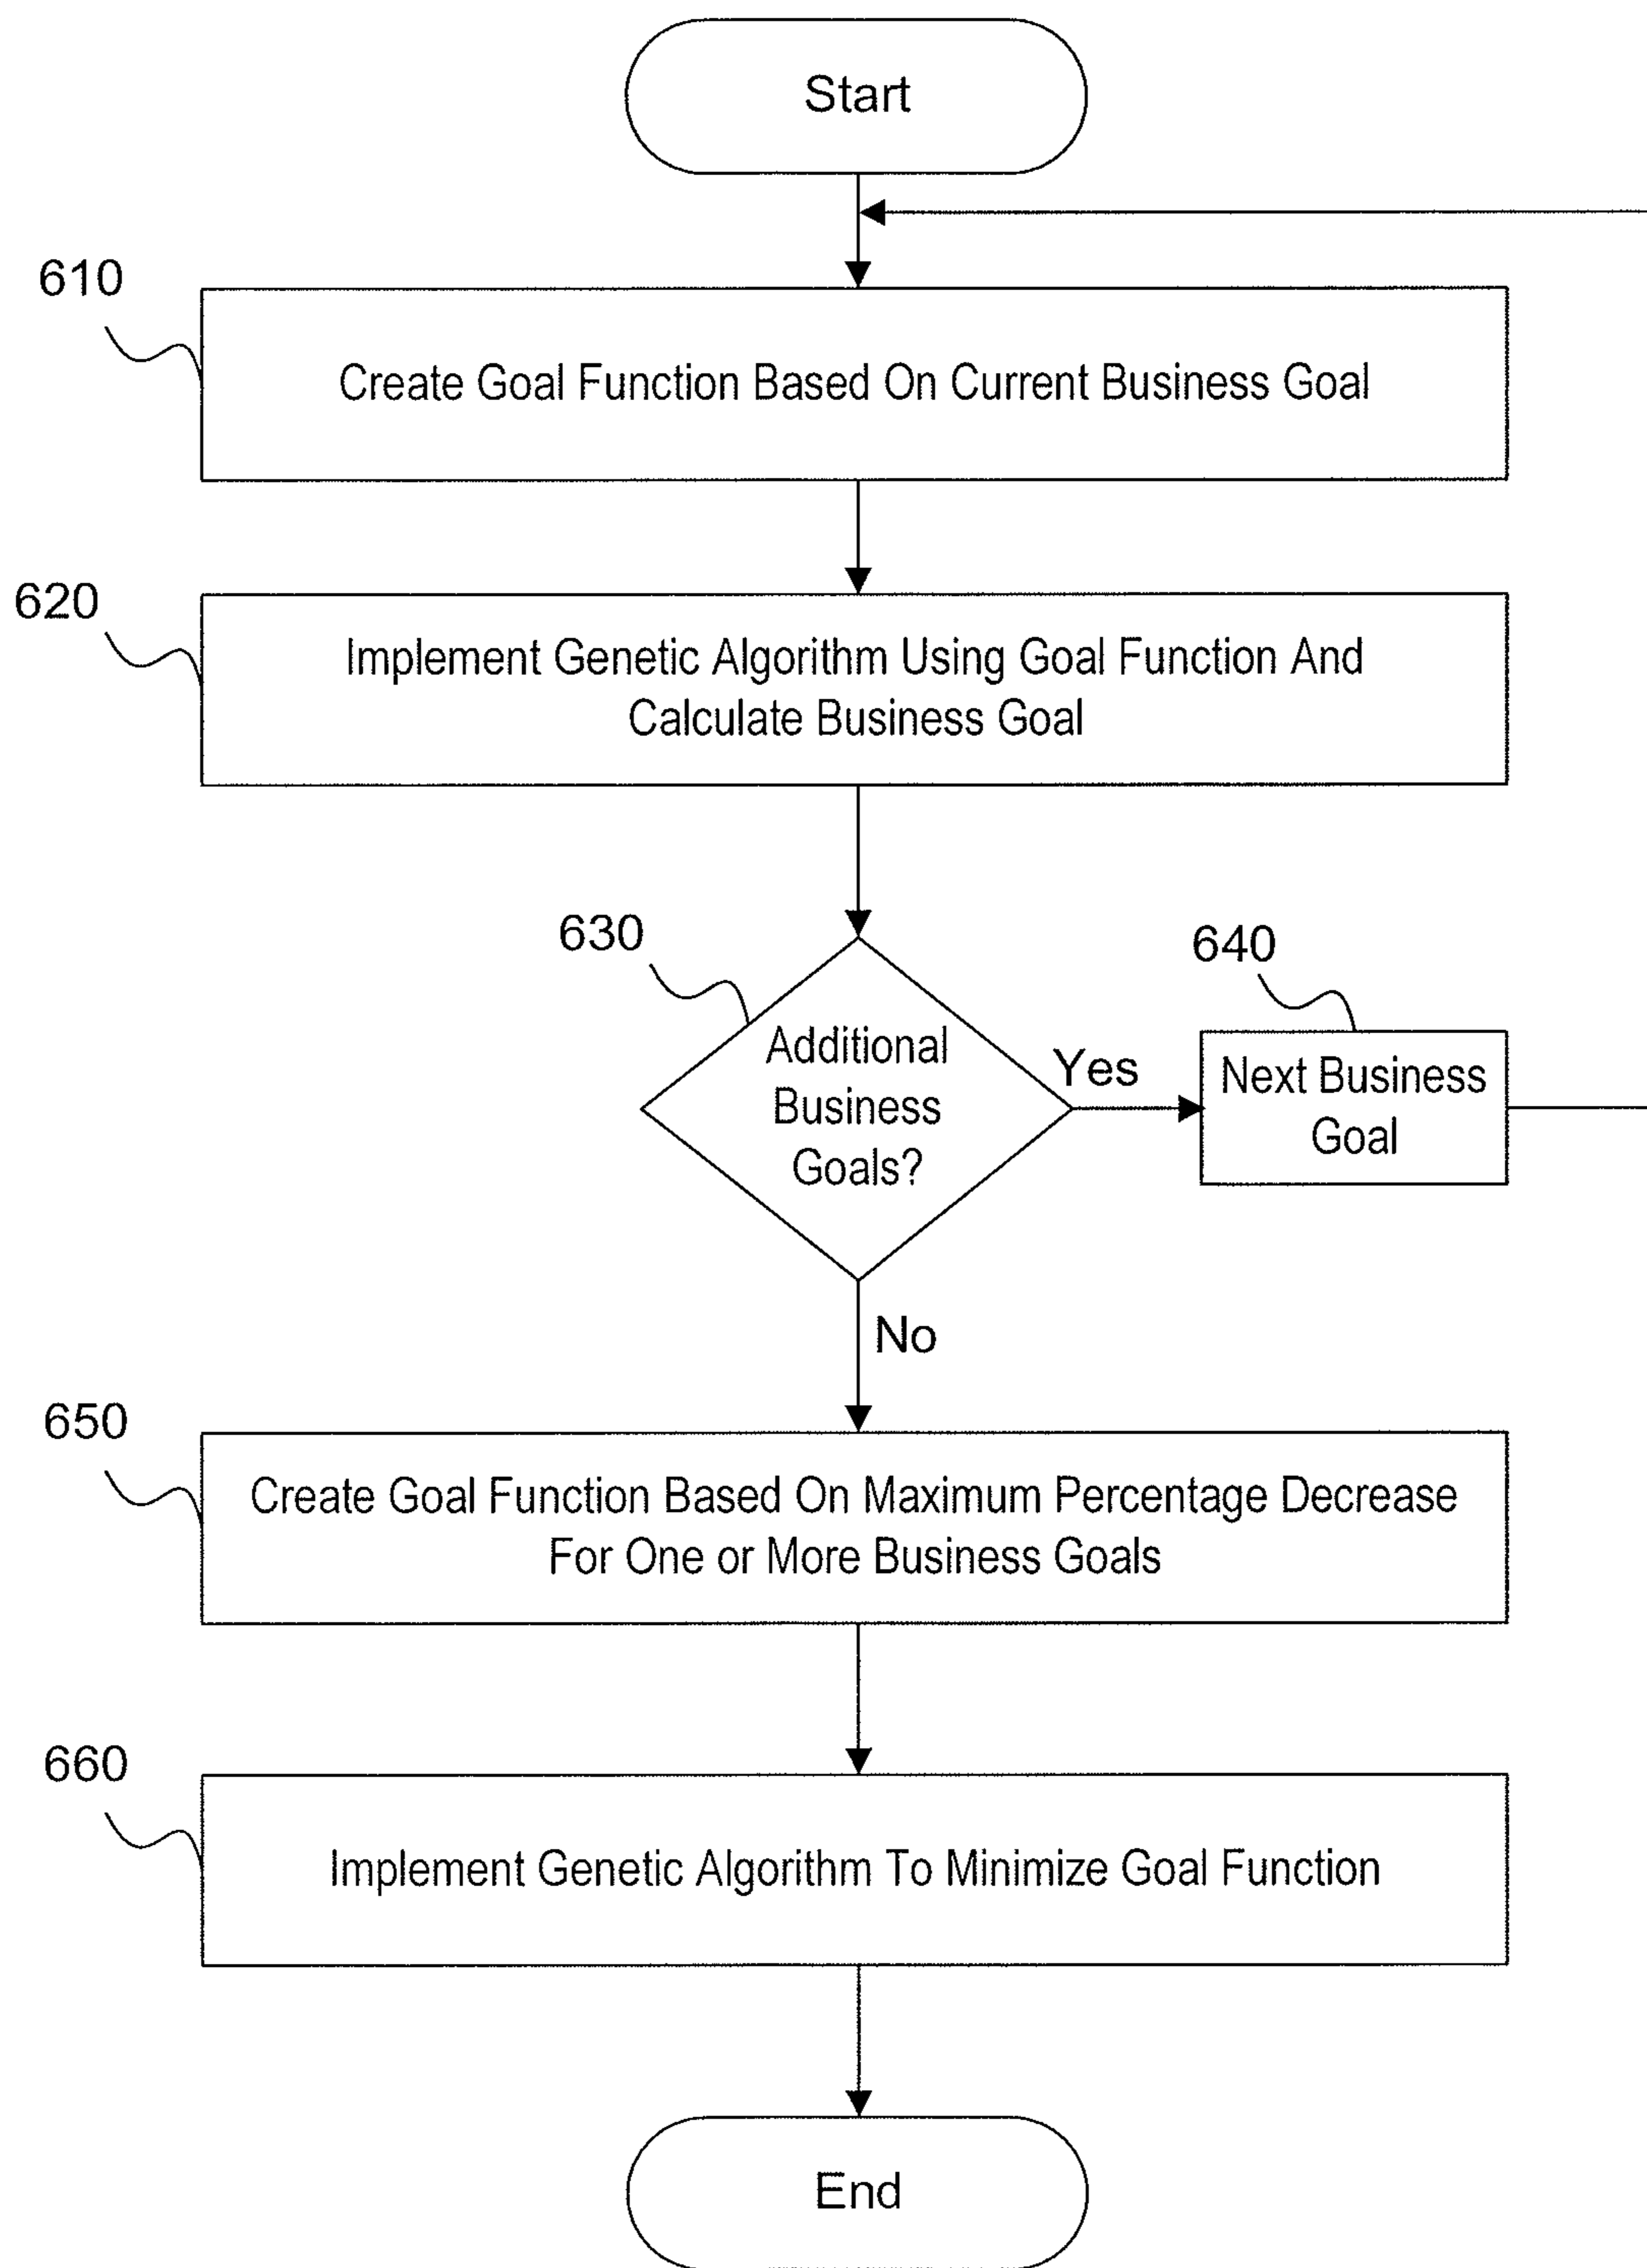 Start
610
Create Goal Function Based On Current Business Goal
620
Implement Genetic Algorithm Using Goal Function And
Calculate Business Goal
630
Additional
Business
Goals?
Yes
640
Next Business
Goal
No
650
Create Goal Function Based On Maximum Percentage Decrease
For One or More Business Goals
660
Implement Genetic Algorithm To Minimize Goal Function
End